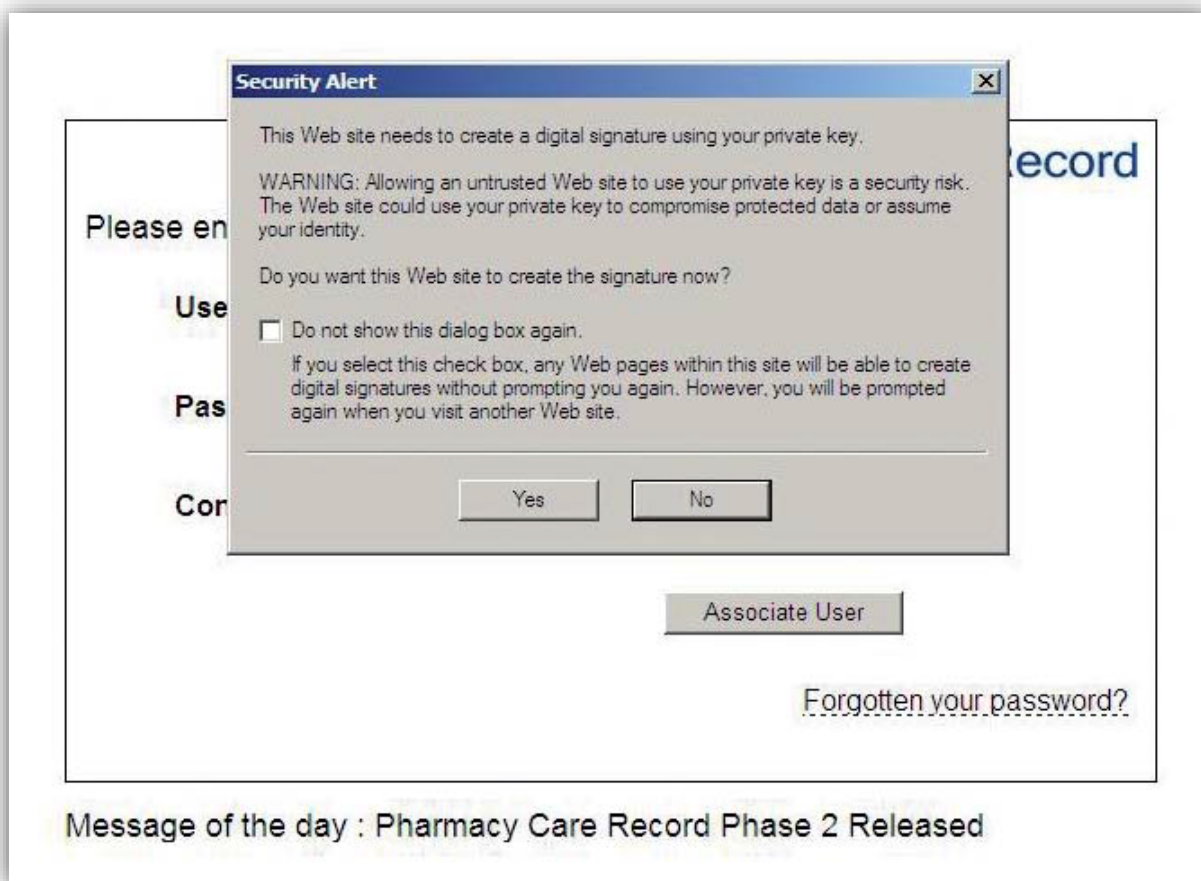 Security Alert
This Web site needs to create a digital signature using your private key.
WARNING: Allowing an untrusted Web site to use your private key is a security risk.
The Web site could use your private key to compromise protected data or assume
your identity.
Do you want this Web site to create the signature now?
Do not show this dialog box again.
If you select this check box, any Web pages within this site will be able to create
digital signatures without prompting you again. However, you will be prompted
again when you visit another Web site.
Yes No
ecord
Please en
Use
Pas
Con
Associate User
Forgotten your password?
Message of the day : Pharmacy Care Record Phase 2 Released